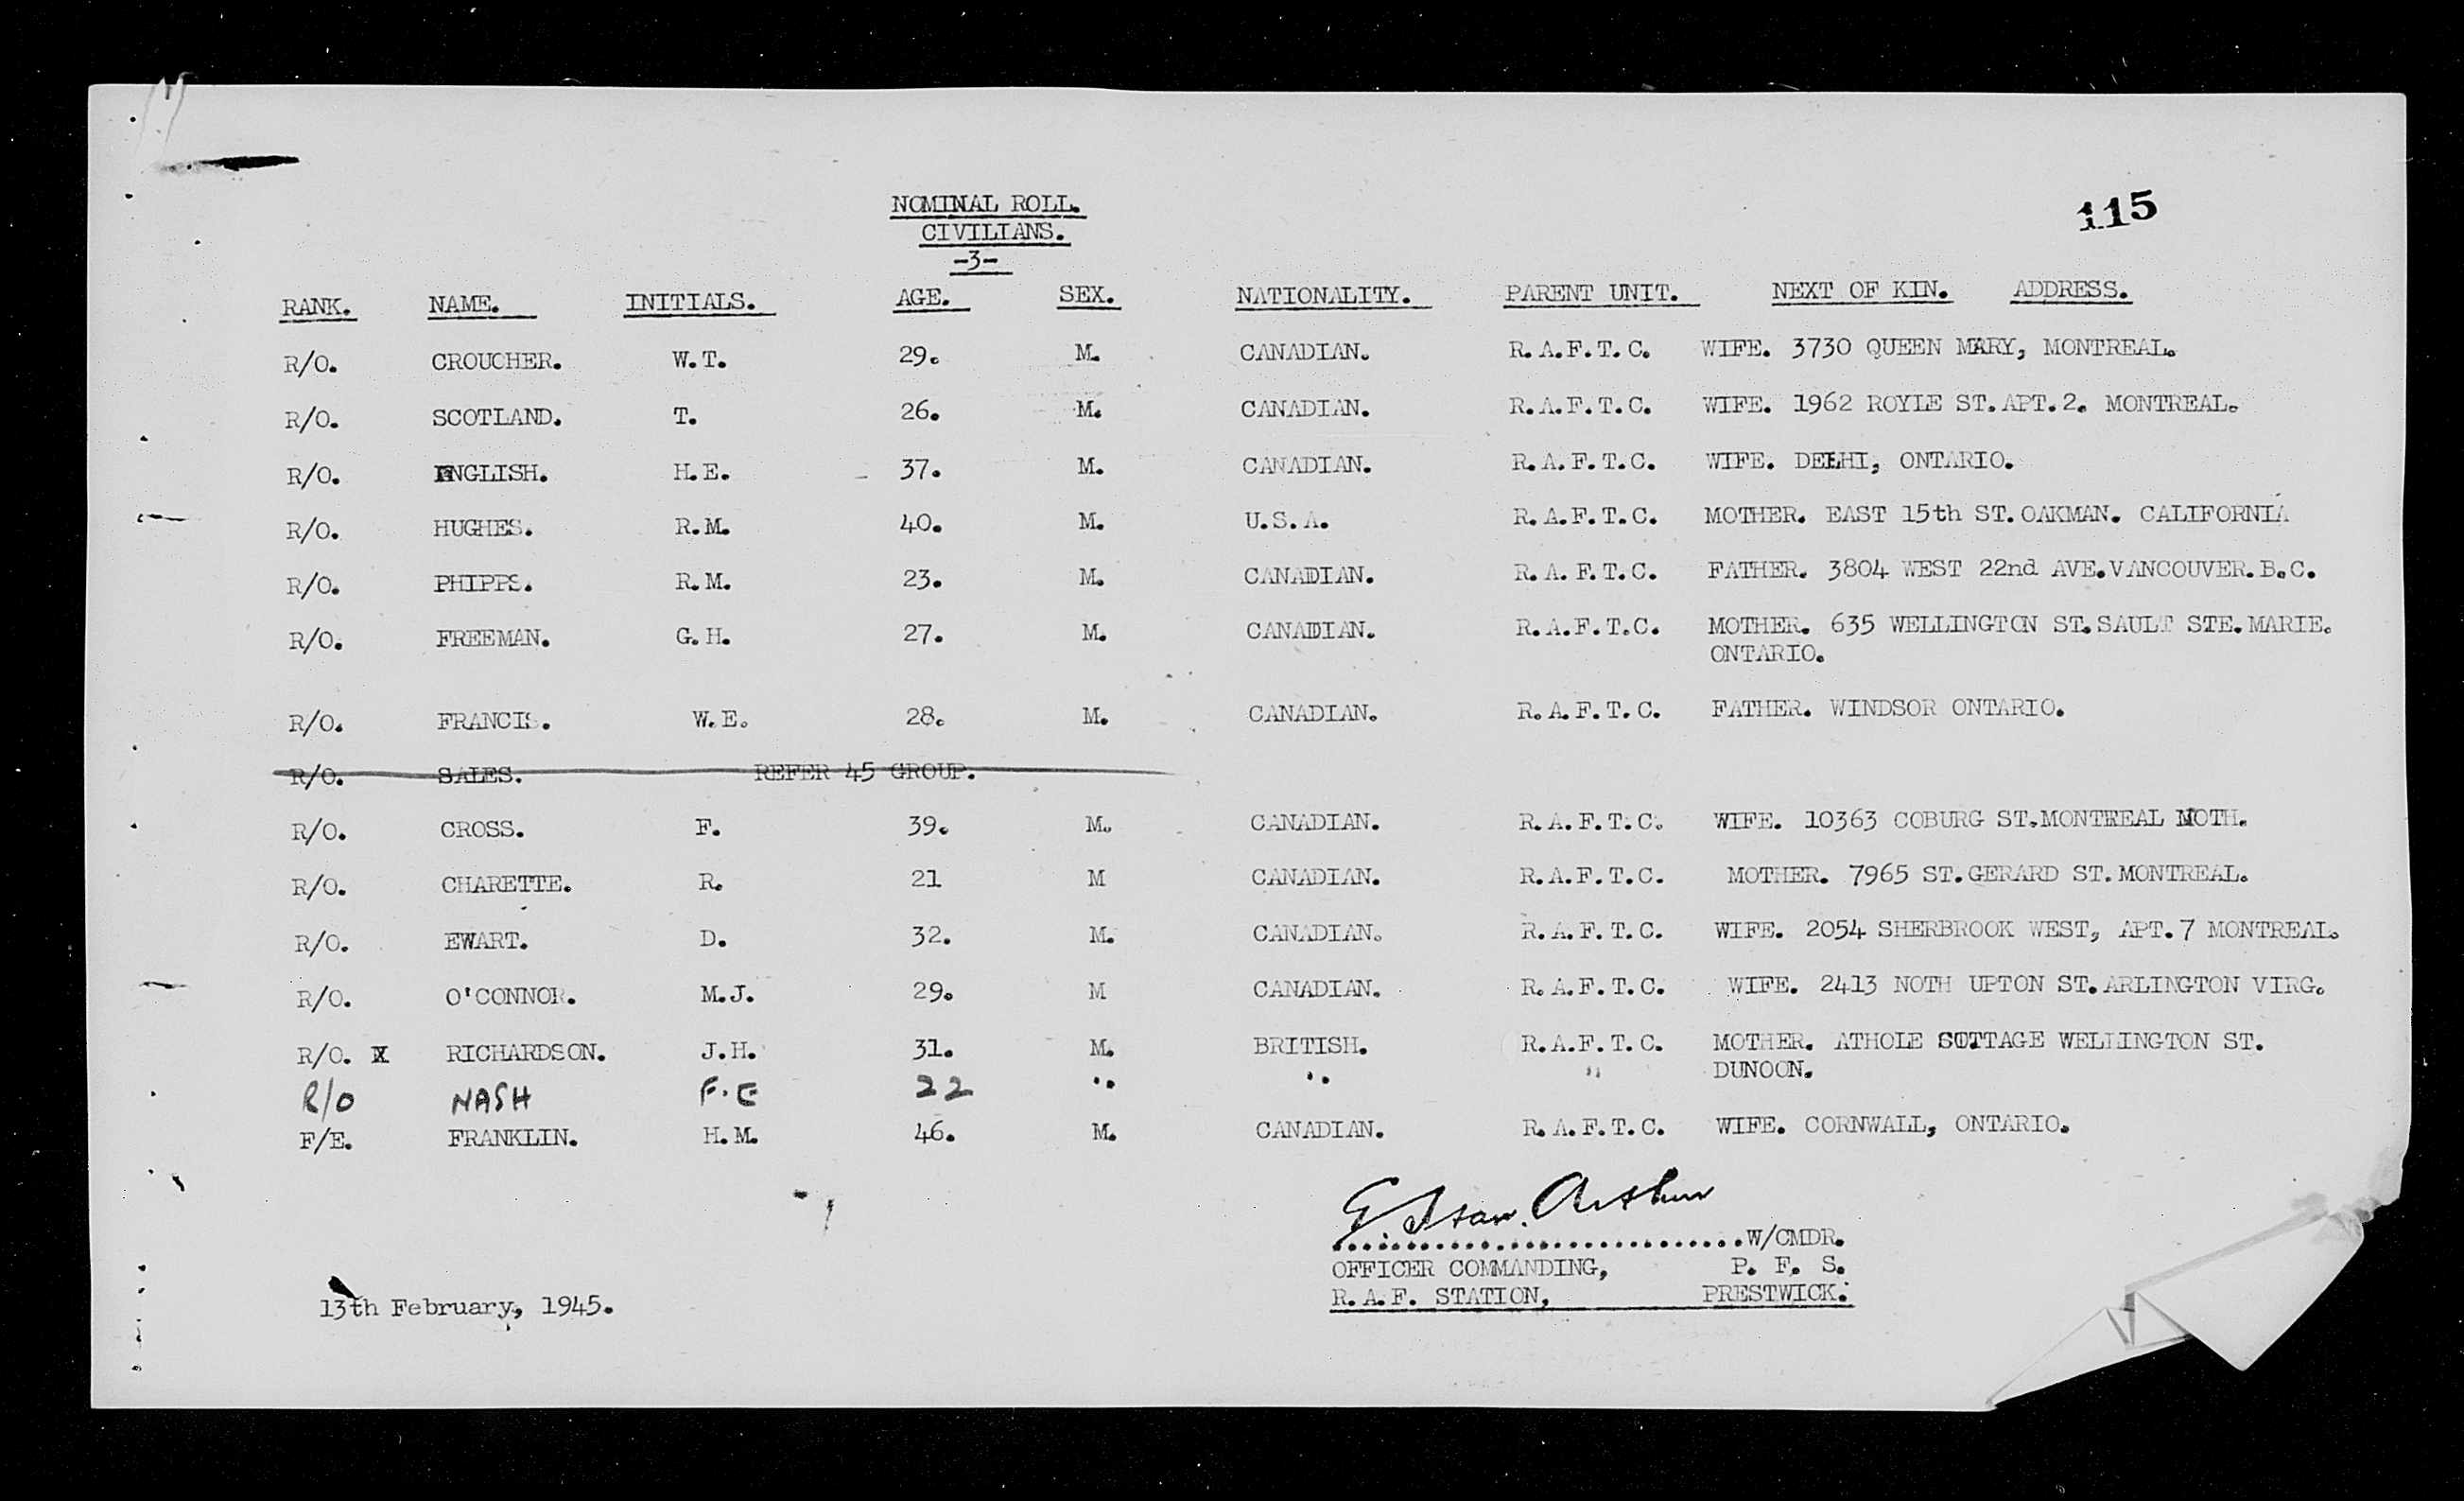 115
NOMINAL ROLL.
CIVILIANS.
-3-
RANK. NAME. INITIALS. AGE. SEX. NATIONALITY. PARENT UNIT. NEXT OF KIN. ADDRESS.
R/O. CROUCHER. W.T. 29. M. CANADIAN. R.A.F.T.C. WIFE. 3730 QUEEN MARY, MONTREAL.
R/O. SCOTLAND. T. 26. M. CANADIAN. R.A.F.T.C. WIFE. 1962 ROYLE ST.APT.2. MONTREAL.
R/O. ENGLISH. H.E. 37. M. CANADIAN. R.A.F.T.C. WIFE. DELHI, ONTARIO.
R/O. HUGHES. R.M. 40. M. U.S.A. R.A.F.T.C. MOTHER. EAST 15th ST.OAKMAN. CALIFORNIA
R/O. PHIPPS. R.M. 23. M. CANADIAN. R.A.F.T.C. FATHER. 3804 WEST 22nd AVE.VANCOUVER.B.C.
R/O. FREEMAN. G.H. 27. M. CANADIAN. R.A.F.T.C. MOTHER. 635 WELLINGTON ST.SAULT STE.MARIE.
ONTARIO.
R/O. FRANCIS. W.E. 28. M. CANADIAN. R.A.F.T.C. FATHER. WINDSOR ONTARIO.
R/O. SALES. REFER 45 GROUP.
R/O. CROSS. F. 39. M. CANADIAN. R.A.F.T.C. WIFE. 10363 COBURG ST.MONTREAL NOTH.
R/O. CHARETTE. R. 21 M CANADIAN. R.A.F.T.C. MOTHER. 7965 ST.GERARD ST.MONTREAL.
R/O. EWART. D. 32. M. CANADIAN. R.A.F.T.C. WIFE. 2054 SHERBROOK WEST, APT.7 MONTREAL.
R/O. O'CONNOR. M.J. 29. M CANADIAN. R.A.F.T.C. WIFE. 2413 NOTH UPTON ST.ARLINGTON VIRG.
R/O. X RICHARDSON. J.H. 31. M. BRITISH. R.A.F.T.C. MOTHER. ATHOLE COTTAGE WELLINGTON ST.
DUNOON.
R/O NASH F.E 22 " " "
F/E. FRANKLIN. H.M. 46. M. CANADIAN. R.A.F.T.C. WIFE. CORNWALL, ONTARIO.
Arthur
............................W/CMDR.
OFFICER COMMANDING, P. F. S.
R.A.F. STATION, PRESTWICK.
13th February, 1945.